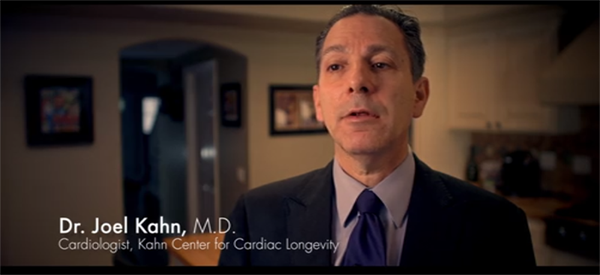 Dr. Joel Kahn, M.D.
Cardiologist, Kahn Center for Cardiac Longevity